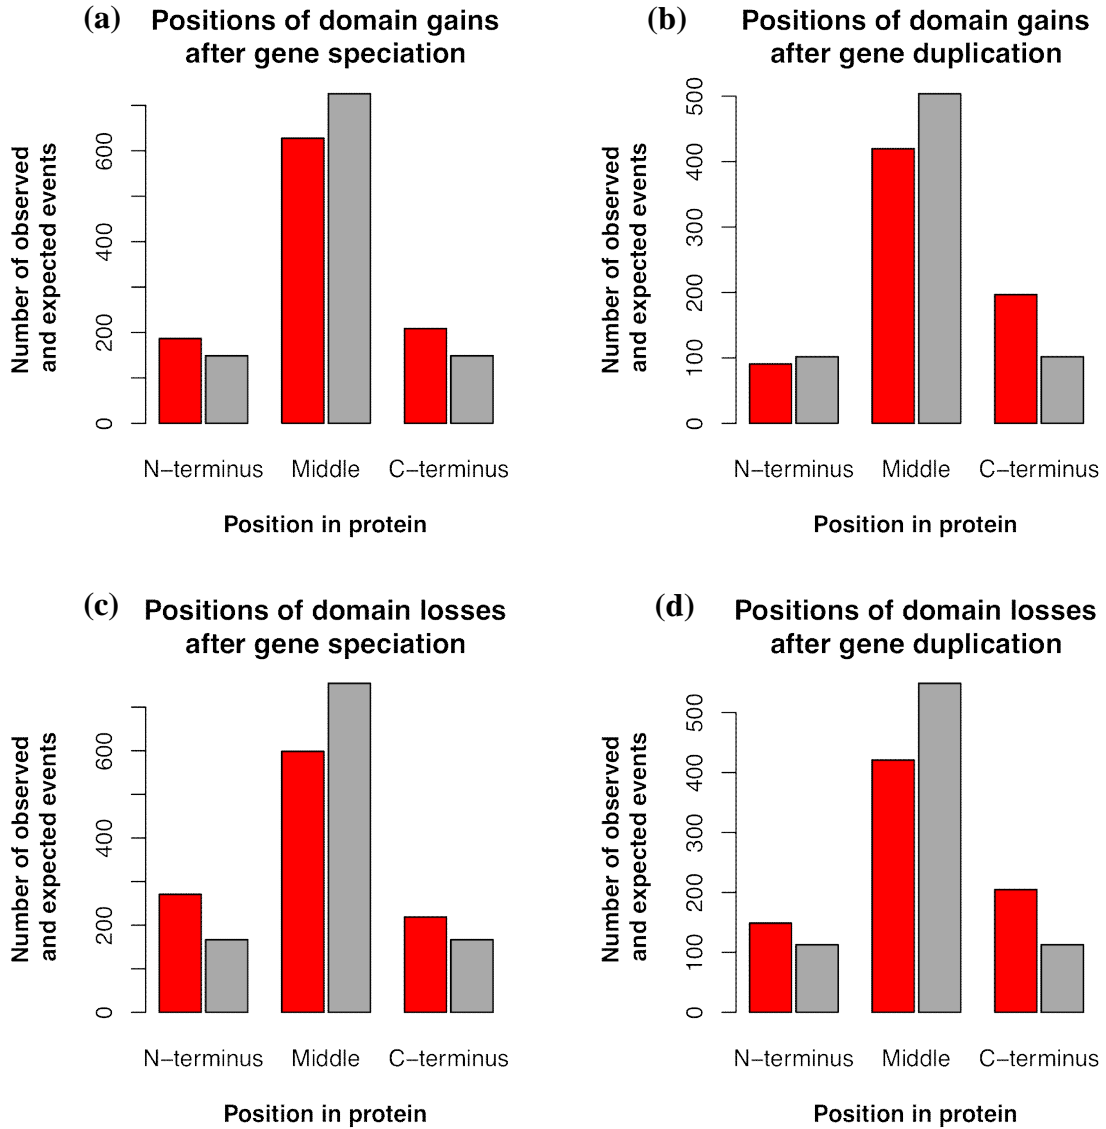 (a) Positions of domain gains
after gene speciation
Number of observed
and expected events
0
200
400
600
N-terminus Middle C-terminus
Position in protein
(b) Positions of domain gains
after gene duplication
Number of observed
and expected events
0
100
200
300
400
500
N-terminus Middle C-terminus
Position in protein
(c) Positions of domain losses
after gene speciation
Number of observed
and expected events
0
200
400
600
N-terminus Middle C-terminus
Position in protein
(d) Positions of domain losses
after gene duplication
Number of observed
and expected events
0
100
200
300
400
500
N-terminus Middle C-terminus
Position in protein